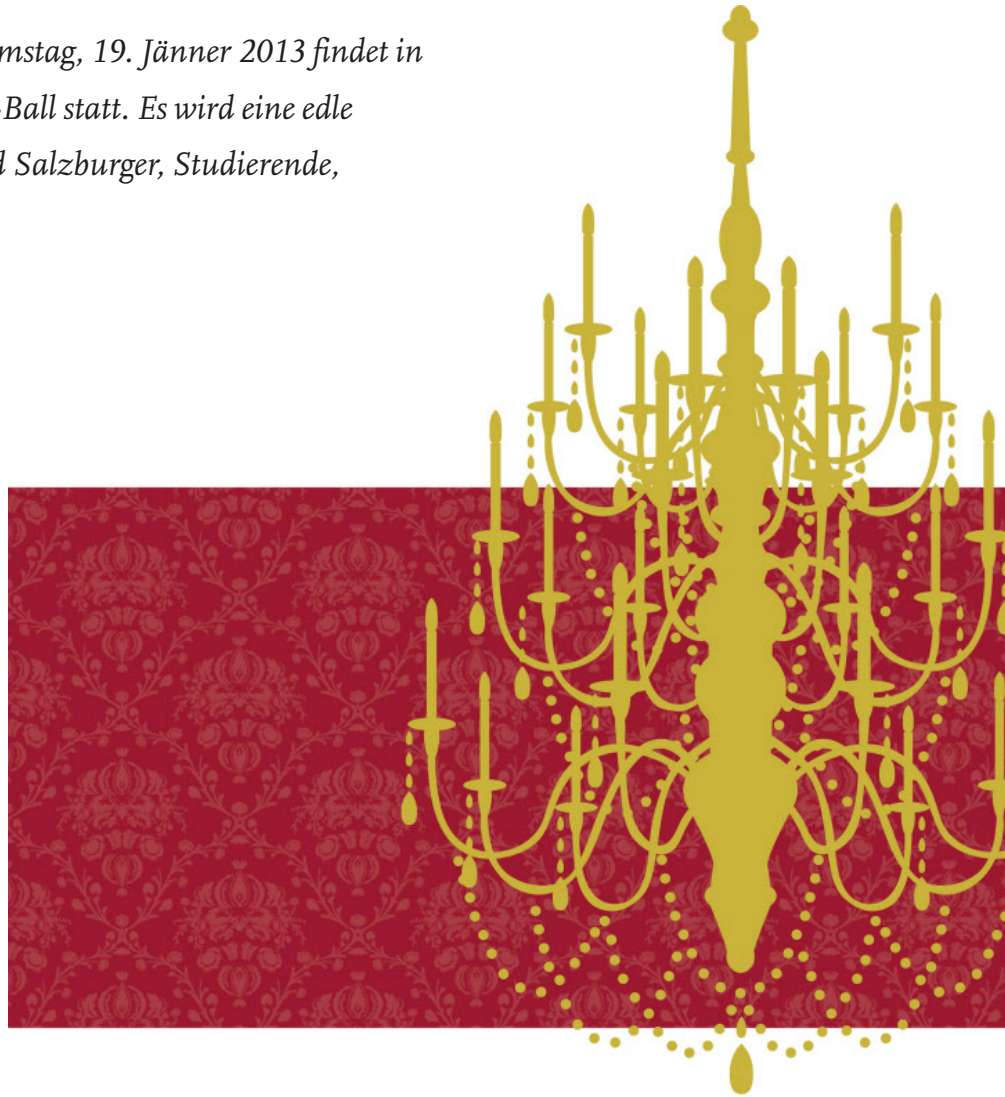 mstag, 19. Jänner 2013 findet in
Ball statt. Es wird eine edle
Salzburger, Studierende,